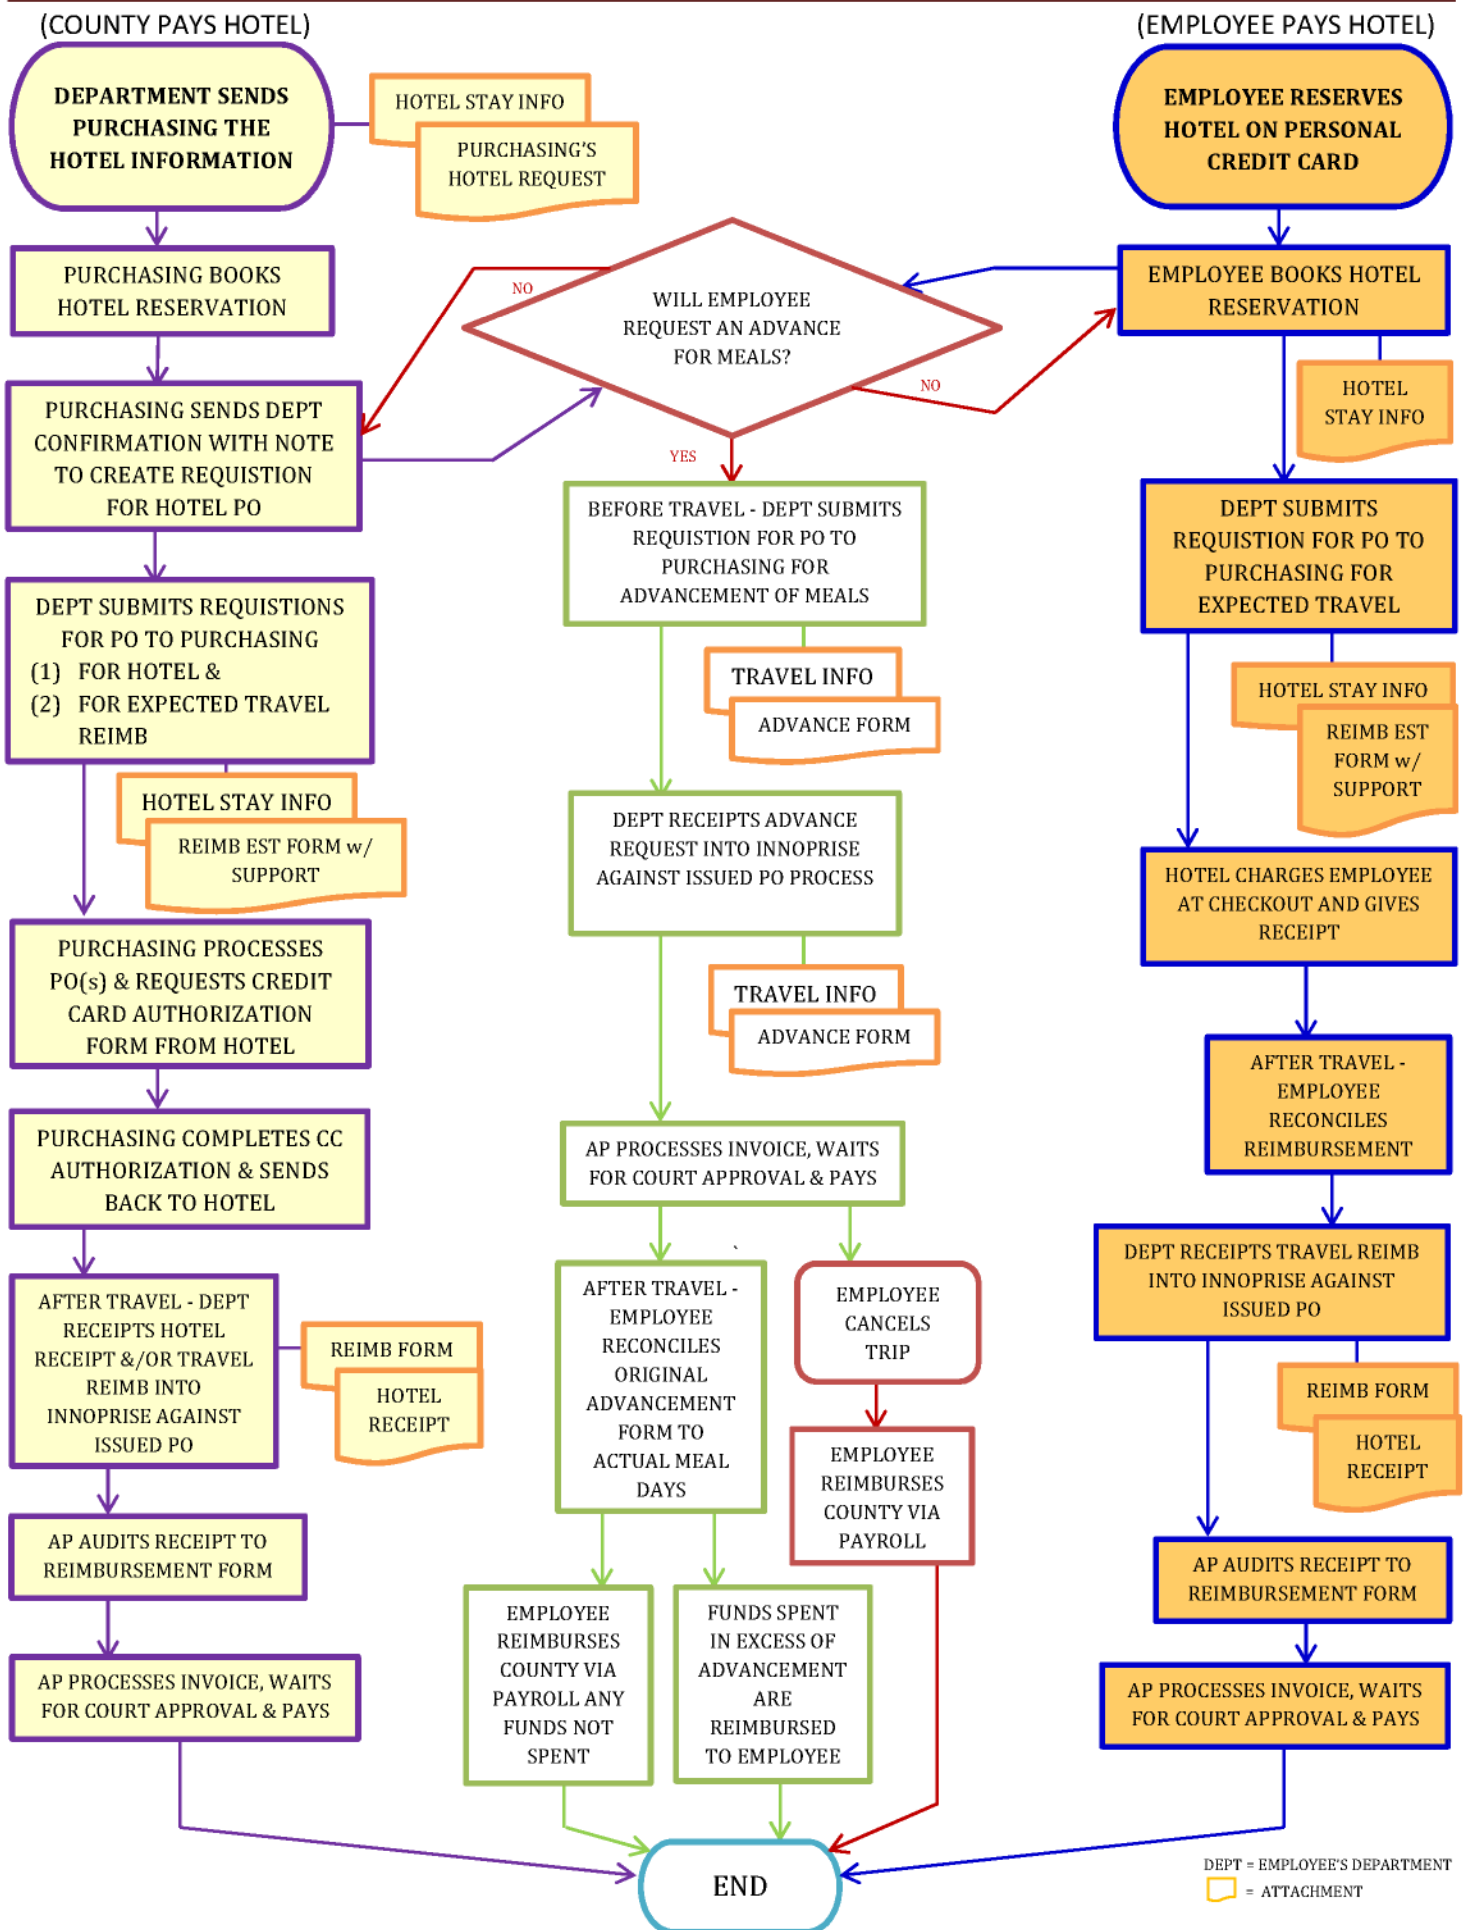 (COUNTY PAYS HOTEL)
DEPARTMENT SENDS
PURCHASING THE
HOTEL INFORMATION
HOTEL STAY INFO
PURCHASING'S
HOTEL REQUEST
PURCHASING BOOKS
HOTEL RESERVATION
PURCHASING SENDS DEPT
CONFIRMATION WITH NOTE
TO CREATE REQUISTION
FOR HOTEL PO
DEPT SUBMITS REQUISTIONS
FOR PO TO PURCHASING
(1) FOR HOTEL &
(2) FOR EXPECTED TRAVEL
REIMB
HOTEL STAY INFO
REIMB EST FORM w/
SUPPORT
PURCHASING PROCESSES
PO(s) & REQUESTS CREDIT
CARD AUTHORIZATION
FORM FROM HOTEL
PURCHASING COMPLETES CC
AUTHORIZATION & SENDS
BACK TO HOTEL
AFTER TRAVEL - DEPT
RECEIPTS HOTEL
RECEIPT &/OR TRAVEL
REIMB INTO
INNOPRISE AGAINST
ISSUED PO
REIMB FORM
HOTEL
RECEIPT
AP AUDITS RECEIPT TO
REIMBURSEMENT FORM
AP PROCESSES INVOICE, WAITS
FOR COURT APPROVAL & PAYS
WILL EMPLOYEE
REQUEST AN ADVANCE
FOR MEALS?
NO
NO
YES
BEFORE TRAVEL - DEPT SUBMITS
REQUISTION FOR PO TO
PURCHASING FOR
ADVANCEMENT OF MEALS
TRAVEL INFO
ADVANCE FORM
DEPT RECEIPTS ADVANCE
REQUEST INTO INNOPRISE
AGAINST ISSUED PO PROCESS
TRAVEL INFO
ADVANCE FORM
AP PROCESSES INVOICE, WAITS
FOR COURT APPROVAL & PAYS
`
AFTER TRAVEL -
EMPLOYEE
RECONCILES
ORIGINAL
ADVANCEMENT
FORM TO
ACTUAL MEAL
DAYS
EMPLOYEE
CANCELS
TRIP
EMPLOYEE
REIMBURSES
COUNTY VIA
PAYROLL
EMPLOYEE
REIMBURSES
COUNTY VIA
PAYROLL ANY
FUNDS NOT
SPENT
FUNDS SPENT
IN EXCESS OF
ADVANCEMENT
ARE
REIMBURSED
TO EMPLOYEE
END
(EMPLOYEE PAYS HOTEL)
EMPLOYEE RESERVES
HOTEL ON PERSONAL
CREDIT CARD
EMPLOYEE BOOKS HOTEL
RESERVATION
HOTEL
STAY INFO
DEPT SUBMITS
REQUISTION FOR PO TO
PURCHASING FOR
EXPECTED TRAVEL
HOTEL STAY INFO
REIMB EST
FORM w/
SUPPORT
HOTEL CHARGES EMPLOYEE
AT CHECKOUT AND GIVES
RECEIPT
AFTER TRAVEL -
EMPLOYEE
RECONCILES
REIMBURSEMENT
DEPT RECEIPTS TRAVEL REIMB
INTO INNOPRISE AGAINST
ISSUED PO
REIMB FORM
HOTEL
RECEIPT
AP AUDITS RECEIPT TO
REIMBURSEMENT FORM
AP PROCESSES INVOICE, WAITS
FOR COURT APPROVAL & PAYS
DEPT = EMPLOYEE'S DEPARTMENT
= ATTACHMENT